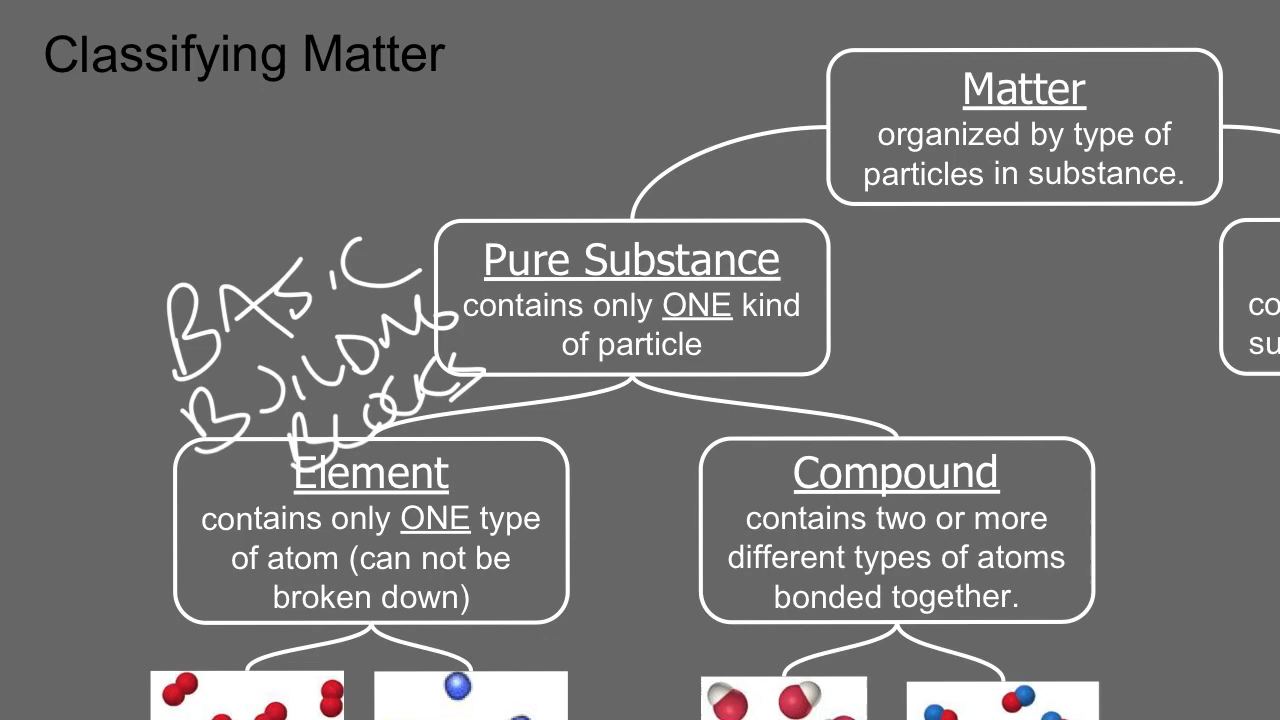 Classifying Matter
Matter
organized by type of
particles in substance.
Pure Substance
contains only ONE kind
of particle
BASIC
BUILDING
BLOCKS
Element
contains only ONE type
of atom (can not be
broken down)
Compound
contains two or more
different types of atoms
bonded together.
co
su